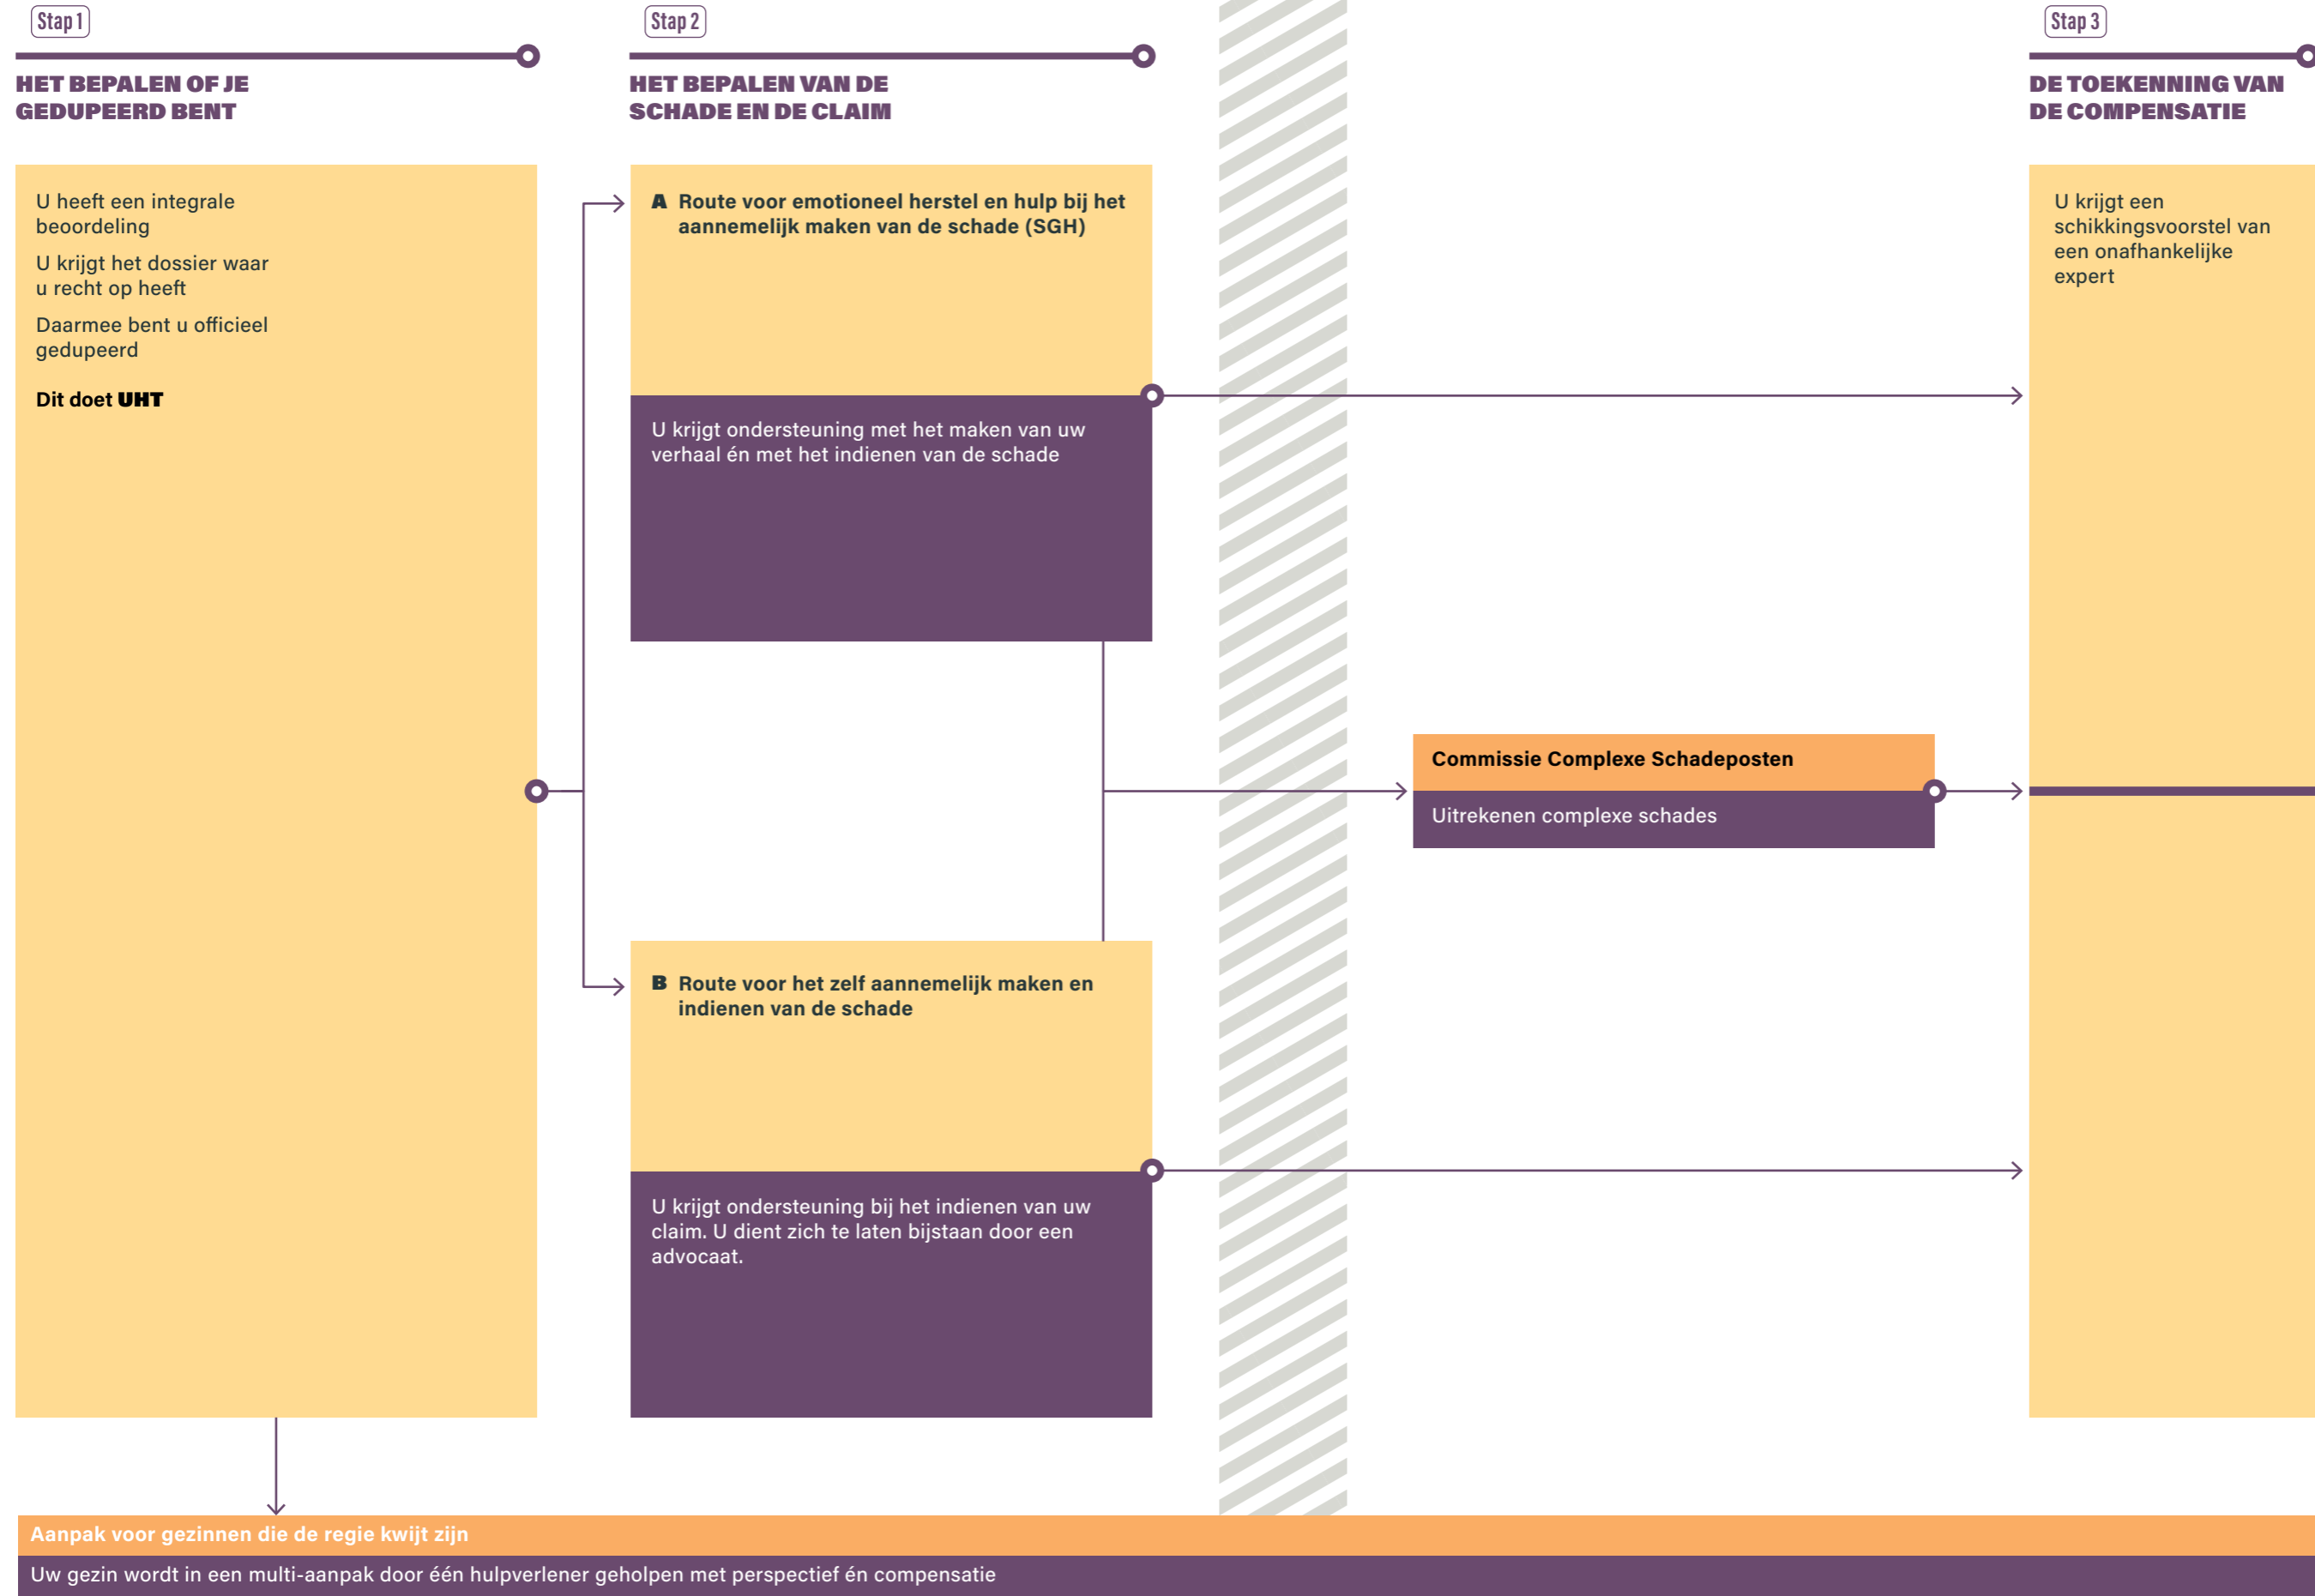 Stap 1
HET BEPALEN OF JE
GEDUPEERD BENT
U heeft een integrale
beoordeling
U krijgt het dossier waar
u recht op heeft
Daarmee bent u officieel
gedupeerd
Dit doet UHT
Stap 2
HET BEPALEN VAN DE
SCHADE EN DE CLAIM
A Route voor emotioneel herstel en hulp bij het
aannemelijk maken van de schade (SGH)
U krijgt ondersteuning met het maken van uw
verhaal én met het indienen van de schade
B Route voor het zelf aannemelijk maken en
indienen van de schade
U krijgt ondersteuning bij het indienen van uw
claim. U dient zich te laten bijstaan door een
advocaat.
Commissie Complexe Schadeposten
Uitrekenen complexe schades
Stap 3
DE TOEKENNING VAN
DE COMPENSATIE
U krijgt een
schikkingsvoorstel van
een onafhankelijke
expert
Aanpak voor gezinnen die de regie kwijt zijn
Uw gezin wordt in een multi-aanpak door één hulpverlener geholpen met perspectief én compensatie